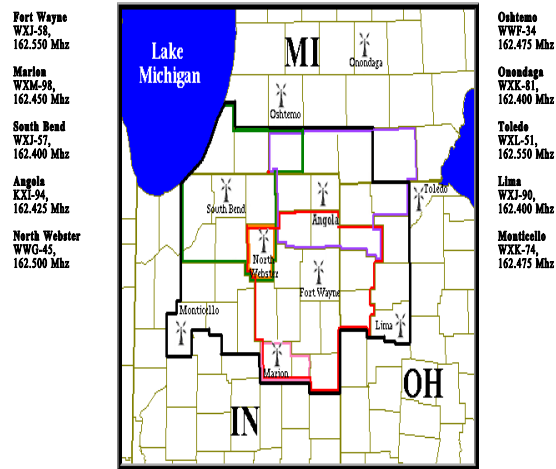 Fort Wayne
WXJ-58,
162.550 Mhz
Marion
WXM-98,
162.450 Mhz
South Bend
WXJ-57,
162.400 Mhz
Angola
KXI-94,
162.425 Mhz
North Webster
WWG-45,
162.500 Mhz
Lake
Michigan
MI
Onondaga
Oshtemo
South Bend
Angola
Toledo
North
Webster
Fort Wayne
Monticello
Lima
Marion
IN
OH
Oshtemo
WWF-34
162.475 Mhz
Onondaga
WXK-81,
162.400 Mhz
Toledo
WXL-51,
162.550 Mhz
Lima
WXJ-90,
162.400 Mhz
Monticello
WXK-74,
162.475 Mhz